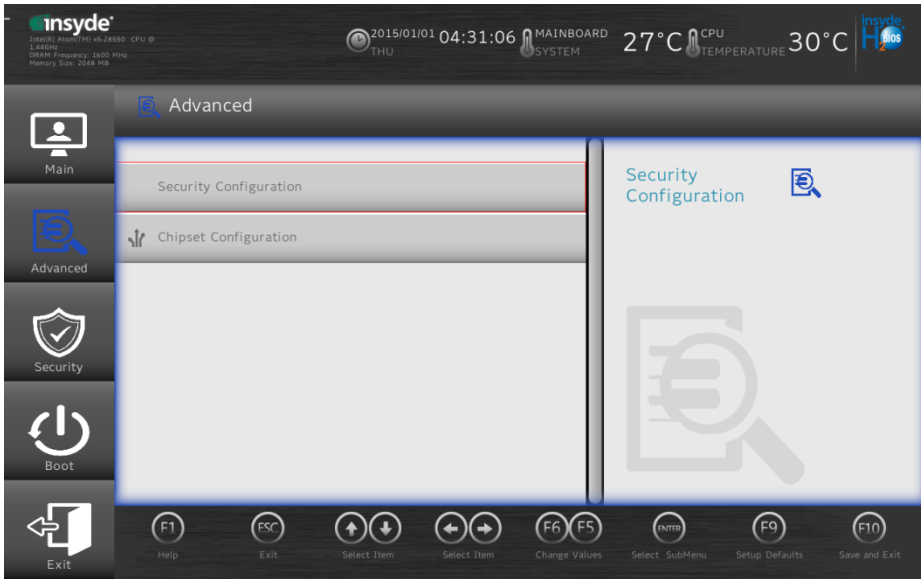 insyde®
Intel(R) Atom(TM) x5-Z8550 CPU @
1.44GHz
DRAM Frequency: 1600 MHz
Memory Size: 2048 MB
2015/01/01
THU
04:31:06
MAINBOARD
SYSTEM
27°C
CPU
TEMPERATURE
30°C
insyde
H2O BIOS
Main
Advanced
Security
Boot
Exit
Advanced
Security Configuration
Chipset Configuration
Security
Configuration
F1
Help
ESC
Exit
Select Item
Select Item
F6 F5
Change Values
ENTER
Select SubMenu
F9
Setup Defaults
F10
Save and Exit